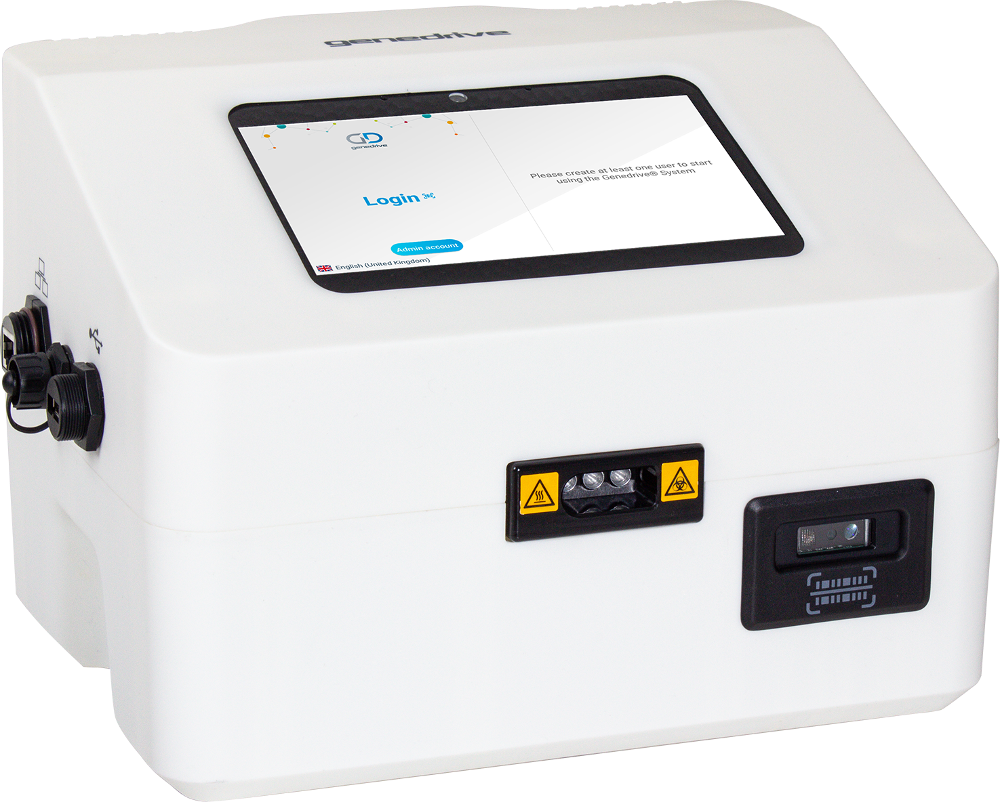 genedrive
GD
genedrive
Login
Admin account
English (United Kingdom)
Please create at least one user to start
using the Genedrive® System